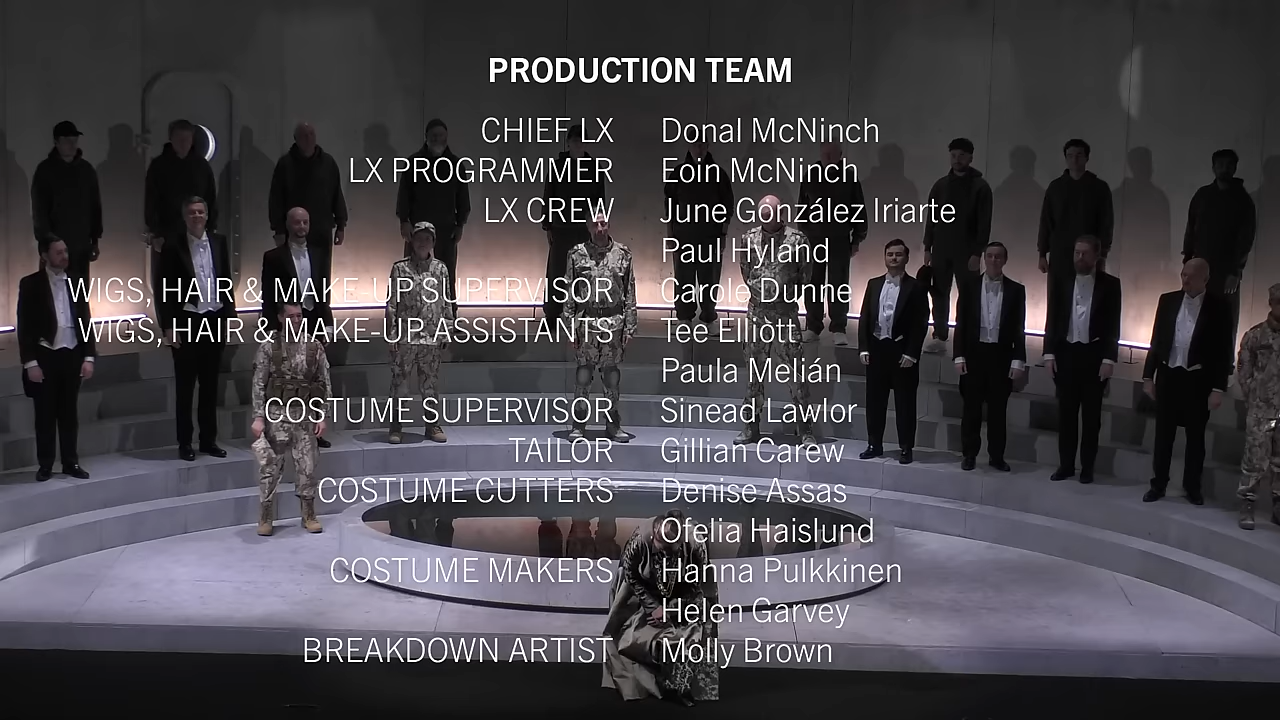 PRODUCTION TEAM
CHIEF LX Donal McNinch
LX PROGRAMMER Eoin McNinch
LX CREW June González Iriarte
Paul Hyland
WIGS, HAIR & MAKE-UP SUPERVISOR Carole Dunne
WIGS, HAIR & MAKE-UP ASSISTANTS Tee Elliott
Paula Melián
COSTUME SUPERVISOR Sinead Lawlor
TAILOR Gillian Carew
COSTUME CUTTERS Denise Assas
Ofelia Haislund
COSTUME MAKERS Hanna Pulkkinen
Helen Garvey
BREAKDOWN ARTIST Molly Brown